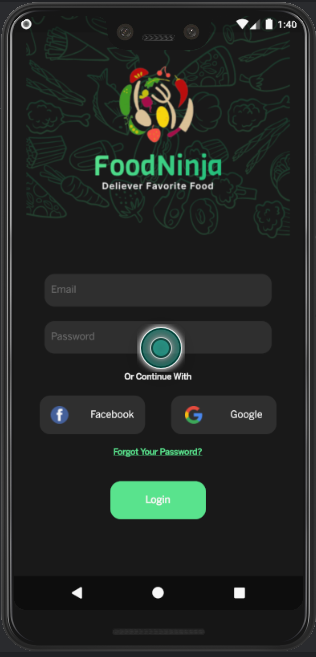 1:40
FoodNinja
Deliever Favorite Food
Email
Password
Or Continue With
Facebook Google
Forgot Your Password?
Login